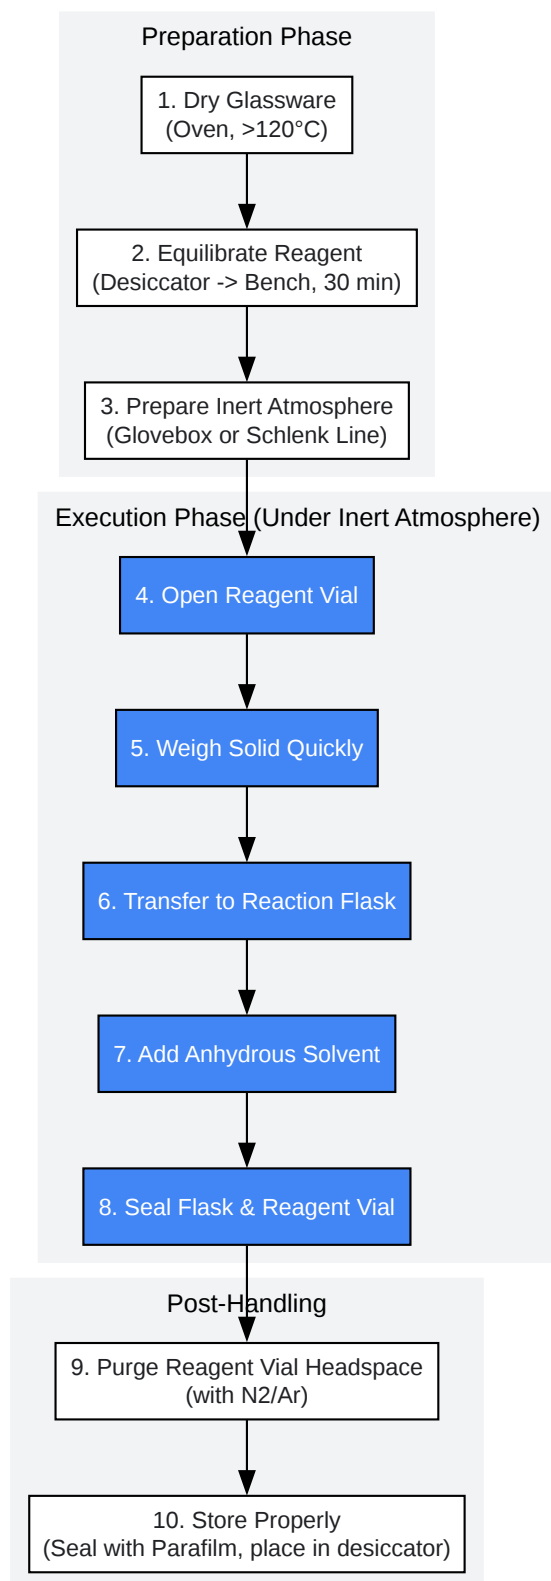 Preparation Phase
1. Dry Glassware
(Oven, >120°C)
2. Equilibrate Reagent
(Desiccator -> Bench, 30 min)
3. Prepare Inert Atmosphere
(Glovebox or Schlenk Line)
Execution Phase (Under Inert Atmosphere)
4. Open Reagent Vial
5. Weigh Solid Quickly
6. Transfer to Reaction Flask
7. Add Anhydrous Solvent
8. Seal Flask & Reagent Vial
Post-Handling
9. Purge Reagent Vial Headspace
(with N2/Ar)
10. Store Properly
(Seal with Parafilm, place in desiccator)